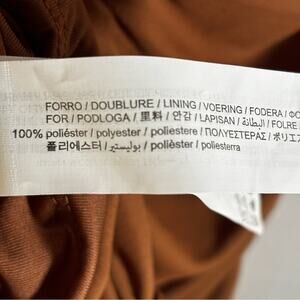 FORRO / DOUBLURE / LINING / VOERING / FODERA /
FOR / PODLOGA / 里料 / 안감 / LAPISAN / البطانة / FOLRE
100% poliéster / polyester / poliestere / ΠΟΛΥΕΣΤΕΡΑΣ / ポリエ
폴리에스터 / بوليستر / polièster / poliesterra